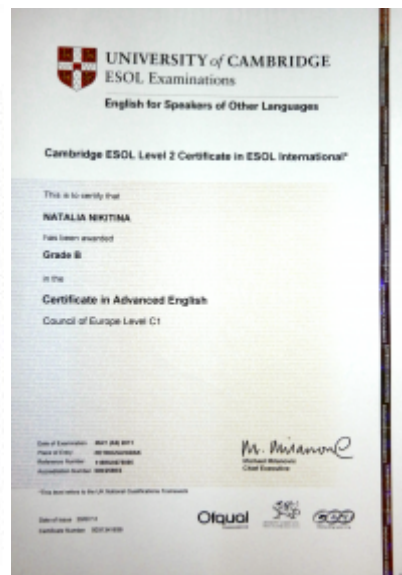 UNIVERSITY of CAMBRIDGE
ESOL Examinations
English for Speakers of Other Languages
Cambridge ESOL Level 2 Certificate in ESOL International*
This is to certify that
NATALIA NIKITINA
has been awarded
Grade B
in the
Certificate in Advanced English
Council of Europe Level C1
Date of Examination
Place of Entry
Reference Number
Accreditation Number
M. Milanovic
Michael Milanovic
Chief Executive
*This level refers to the UK National Qualifications Framework
Date of Issue
Certificate Number
Ofqual